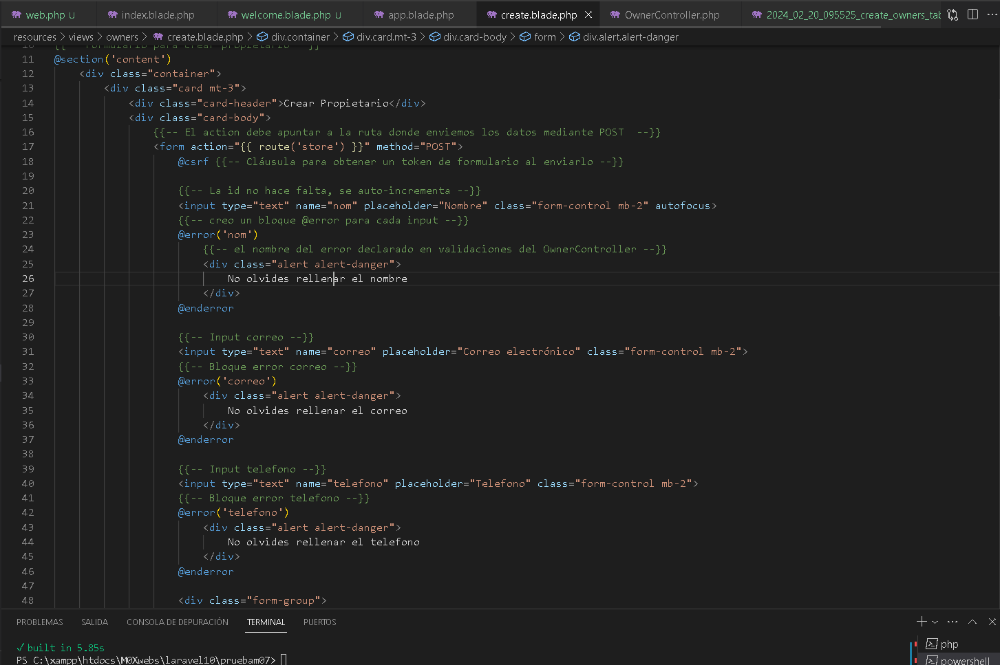 web.php U index.blade.php welcome.blade.php U app.blade.php create.blade.php OwnerController.php 2024_02_20_095525_create_owners_tab
resources > views > owners > create.blade.php > div.container > div.card.mt-3 > div.card-body > form > div.alert.alert-danger
11 @section('content')
12 <div class="container">
13 <div class="card mt-3">
14 <div class="card-header">Crear Propietario</div>
15 <div class="card-body">
16 {{-- El action debe apuntar a la ruta donde enviemos los datos mediante POST  --}}
17 <form action="{{ route('store') }}" method="POST">
18 @csrf {{-- Cláusula para obtener un token de formulario al enviarlo --}}
19
20 {{-- La id no hace falta, se auto-incrementa --}}
21 <input type="text" name="nom" placeholder="Nombre" class="form-control mb-2" autofocus>
22 {{-- creo un bloque @error para cada input --}}
23 @error('nom')
24 {{-- el nombre del error declarado en validaciones del OwnerController --}}
25 <div class="alert alert-danger">
26 No olvides rellenar el nombre
27 </div>
28 @enderror
29
30 {{-- Input correo --}}
31 <input type="text" name="correo" placeholder="Correo electrónico" class="form-control mb-2">
32 {{-- Bloque error correo --}}
33 @error('correo')
34 <div class="alert alert-danger">
35 No olvides rellenar el correo
36 </div>
37 @enderror
38
39 {{-- Input telefono --}}
40 <input type="text" name="telefono" placeholder="Telefono" class="form-control mb-2">
41 {{-- Bloque error telefono --}}
42 @error('telefono')
43 <div class="alert alert-danger">
44 No olvides rellenar el telefono
45 </div>
46 @enderror
47
48 <div class="form-group">
PROBLEMAS SALIDA CONSOLA DE DEPURACIÓN TERMINAL PUERTOS
✓ built in 5.85s
PS C:\xampp\htdocs\M0Xwebs\laravel10\pruebam07>
php
powershell